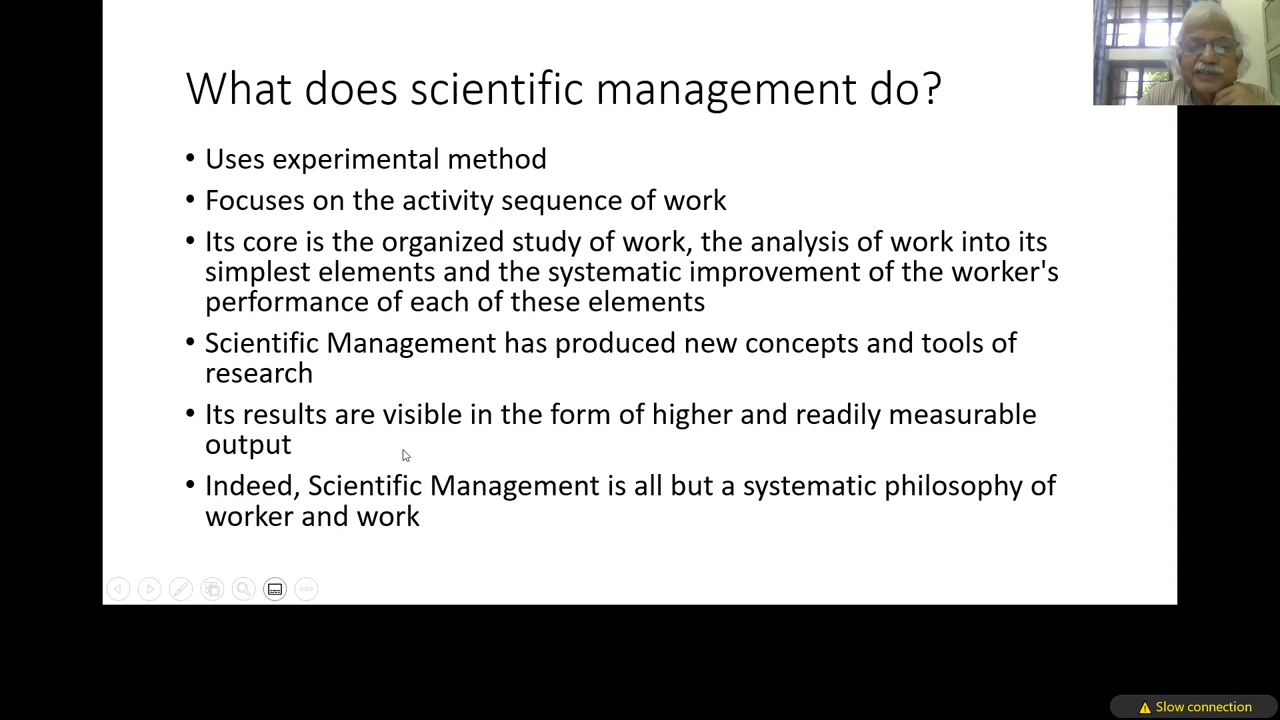 What does scientific management do?
• Uses experimental method
• Focuses on the activity sequence of work
• Its core is the organized study of work, the analysis of work into its
simplest elements and the systematic improvement of the worker's
performance of each of these elements
• Scientific Management has produced new concepts and tools of
research
• Its results are visible in the form of higher and readily measurable
output
• Indeed, Scientific Management is all but a systematic philosophy of
worker and work
Slow connection